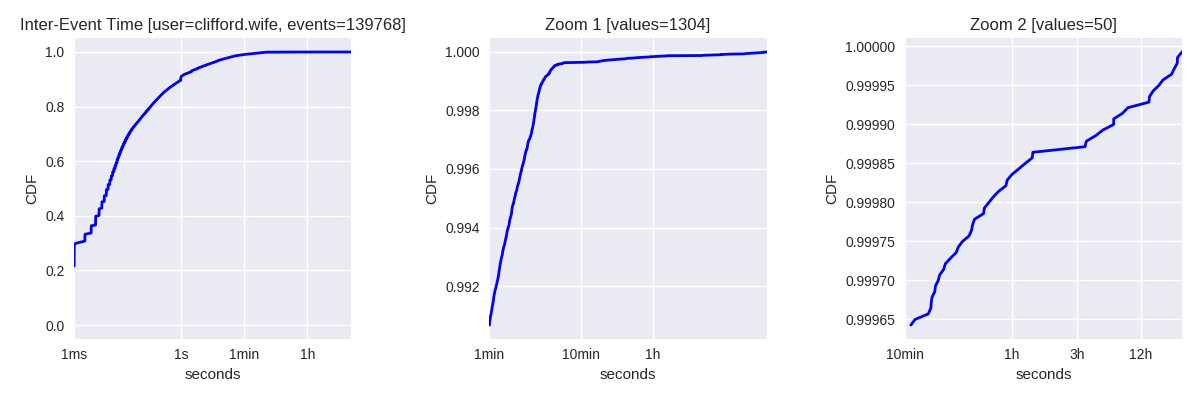 Inter-Event Time [user=clifford.wife, events=139768]
1.0
0.8
0.6
0.4
0.2
0.0
CDF
1ms
1s
1min
1h
seconds
Zoom 1 [values=1304]
1.000
0.998
0.996
0.994
0.992
CDF
1min
10min
1h
seconds
Zoom 2 [values=50]
1.00000
0.99995
0.99990
0.99985
0.99980
0.99975
0.99970
0.99965
CDF
10min
1h
3h
12h
seconds